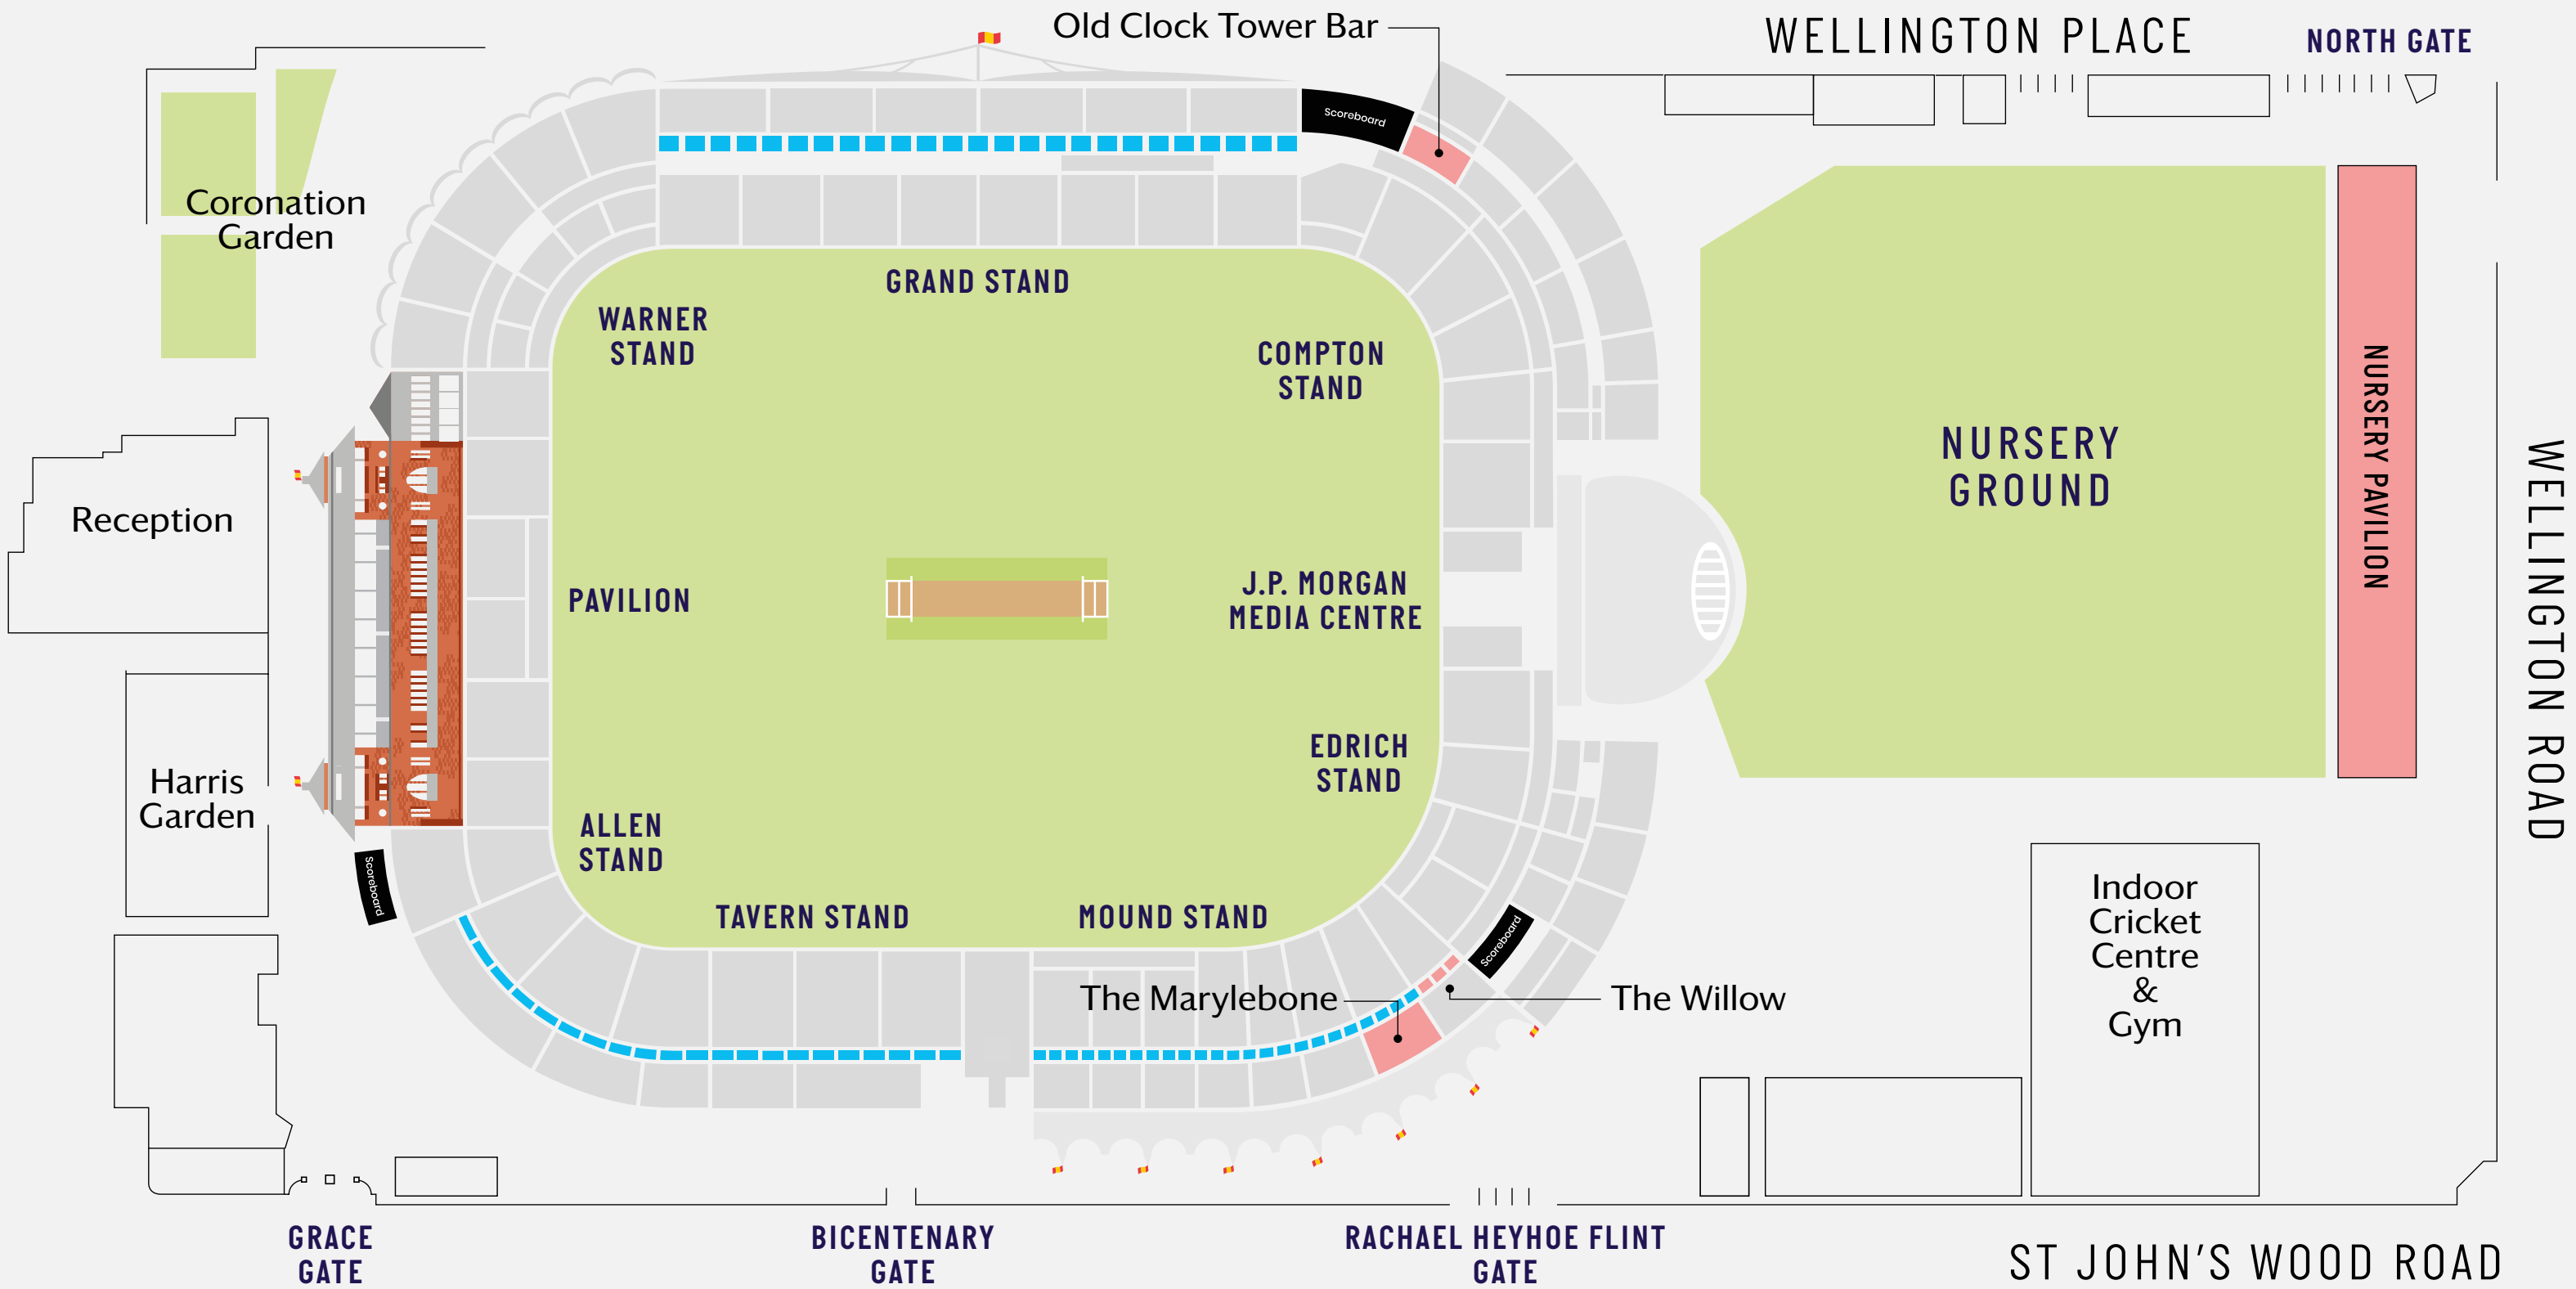 Old Clock Tower Bar
WELLINGTON PLACE
NORTH GATE
Scoreboard
Coronation
Garden
GRAND STAND
WARNER
STAND
COMPTON
STAND
NURSERY
GROUND
NURSERY PAVILION
WELLINGTON ROAD
Reception
PAVILION
J.P. MORGAN
MEDIA CENTRE
EDRICH
STAND
Harris
Garden
ALLEN
STAND
Scoreboard
TAVERN STAND
MOUND STAND
Scoreboard
Indoor
Cricket
Centre
&
Gym
The Marylebone
The Willow
GRACE
GATE
BICENTENARY
GATE
RACHAEL HEYHOE FLINT
GATE
ST JOHN’S WOOD ROAD